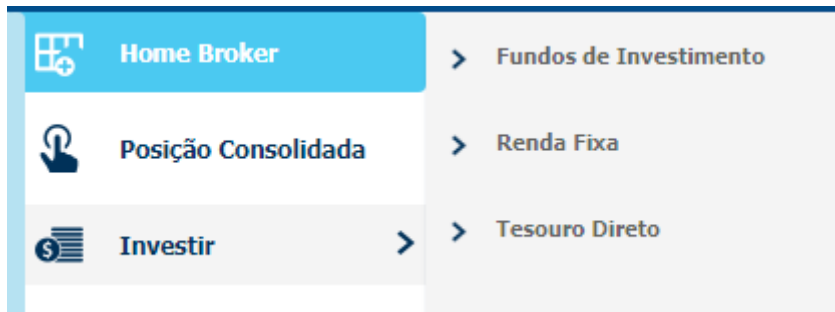 Home Broker
Posição Consolidada
Investir
Fundos de Investimento
Renda Fixa
Tesouro Direto